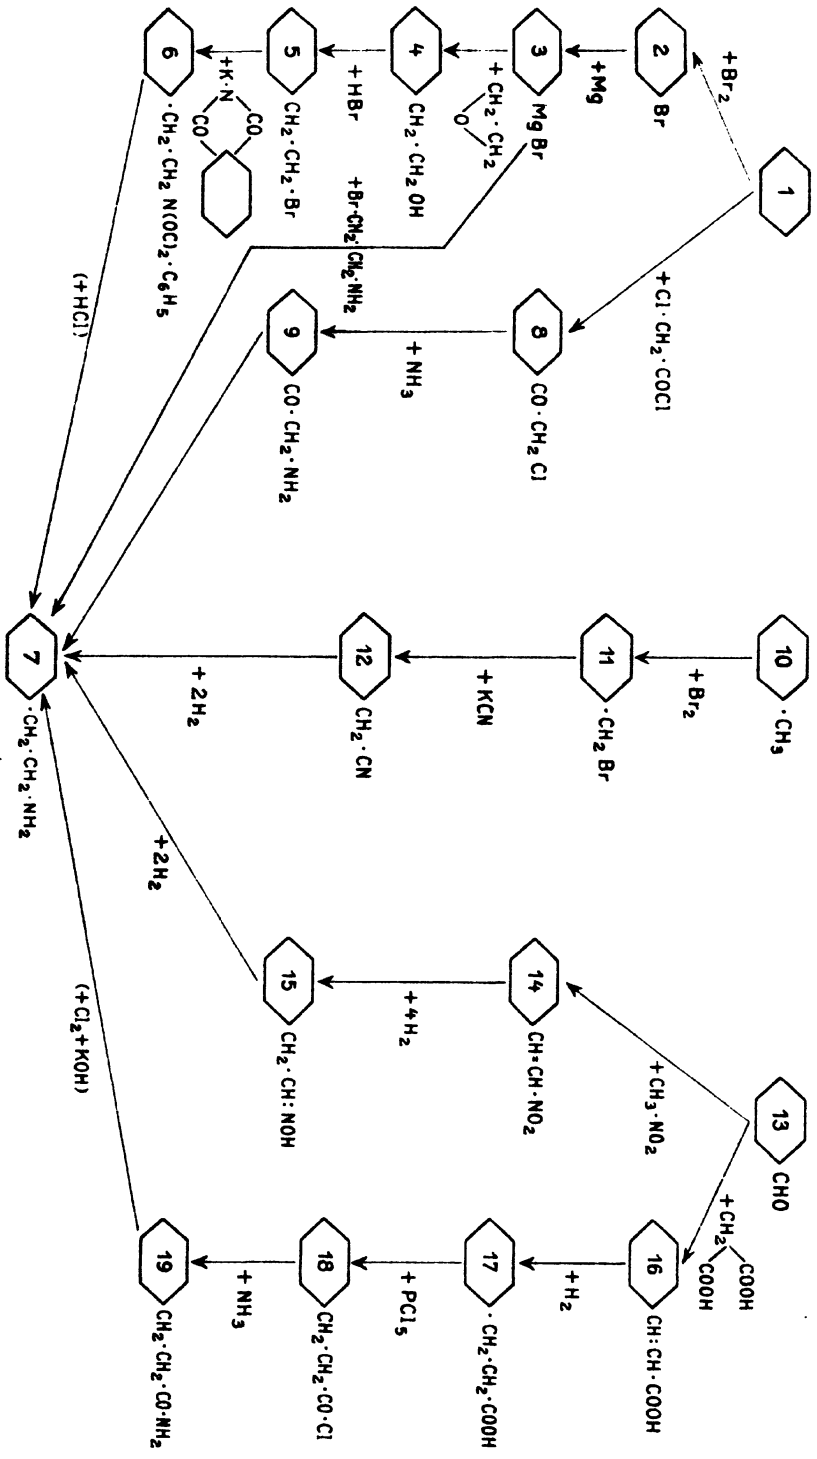 1
+Br₂
2
Br
+Mg
3
MgBr
+CH₂·CH₂
O
4
CH₂·CH₂OH
+HBr
5
CH₂·CH₂·Br
+K·N
CO
CO
6
·CH₂·CH₂N(OC)₂·C₆H₅
(+HCl)
+Br·CH₂·CH₂·NH₂
+Cl·CH₂·COCl
8
CO·CH₂Cl
+NH₃
9
CO·CH₂·NH₂
10
·CH₃
+Br₂
11
·CH₂Br
+KCN
12
CH₂·CN
+2H₂
7
·CH₂·CH₂·NH₂
13
CHO
+CH₃·NO₂
14
CH=CH·NO₂
+4H₂
15
CH₂·CH:NOH
+2H₂
+CH₂
COOH
COOH
16
CH:CH·COOH
+H₂
17
·CH₂·CH₂·COOH
+PCl₅
18
CH₂·CH₂·CO·Cl
+NH₃
19
CH₂·CH₂·CO·NH₂
(+Cl₂+KOH)